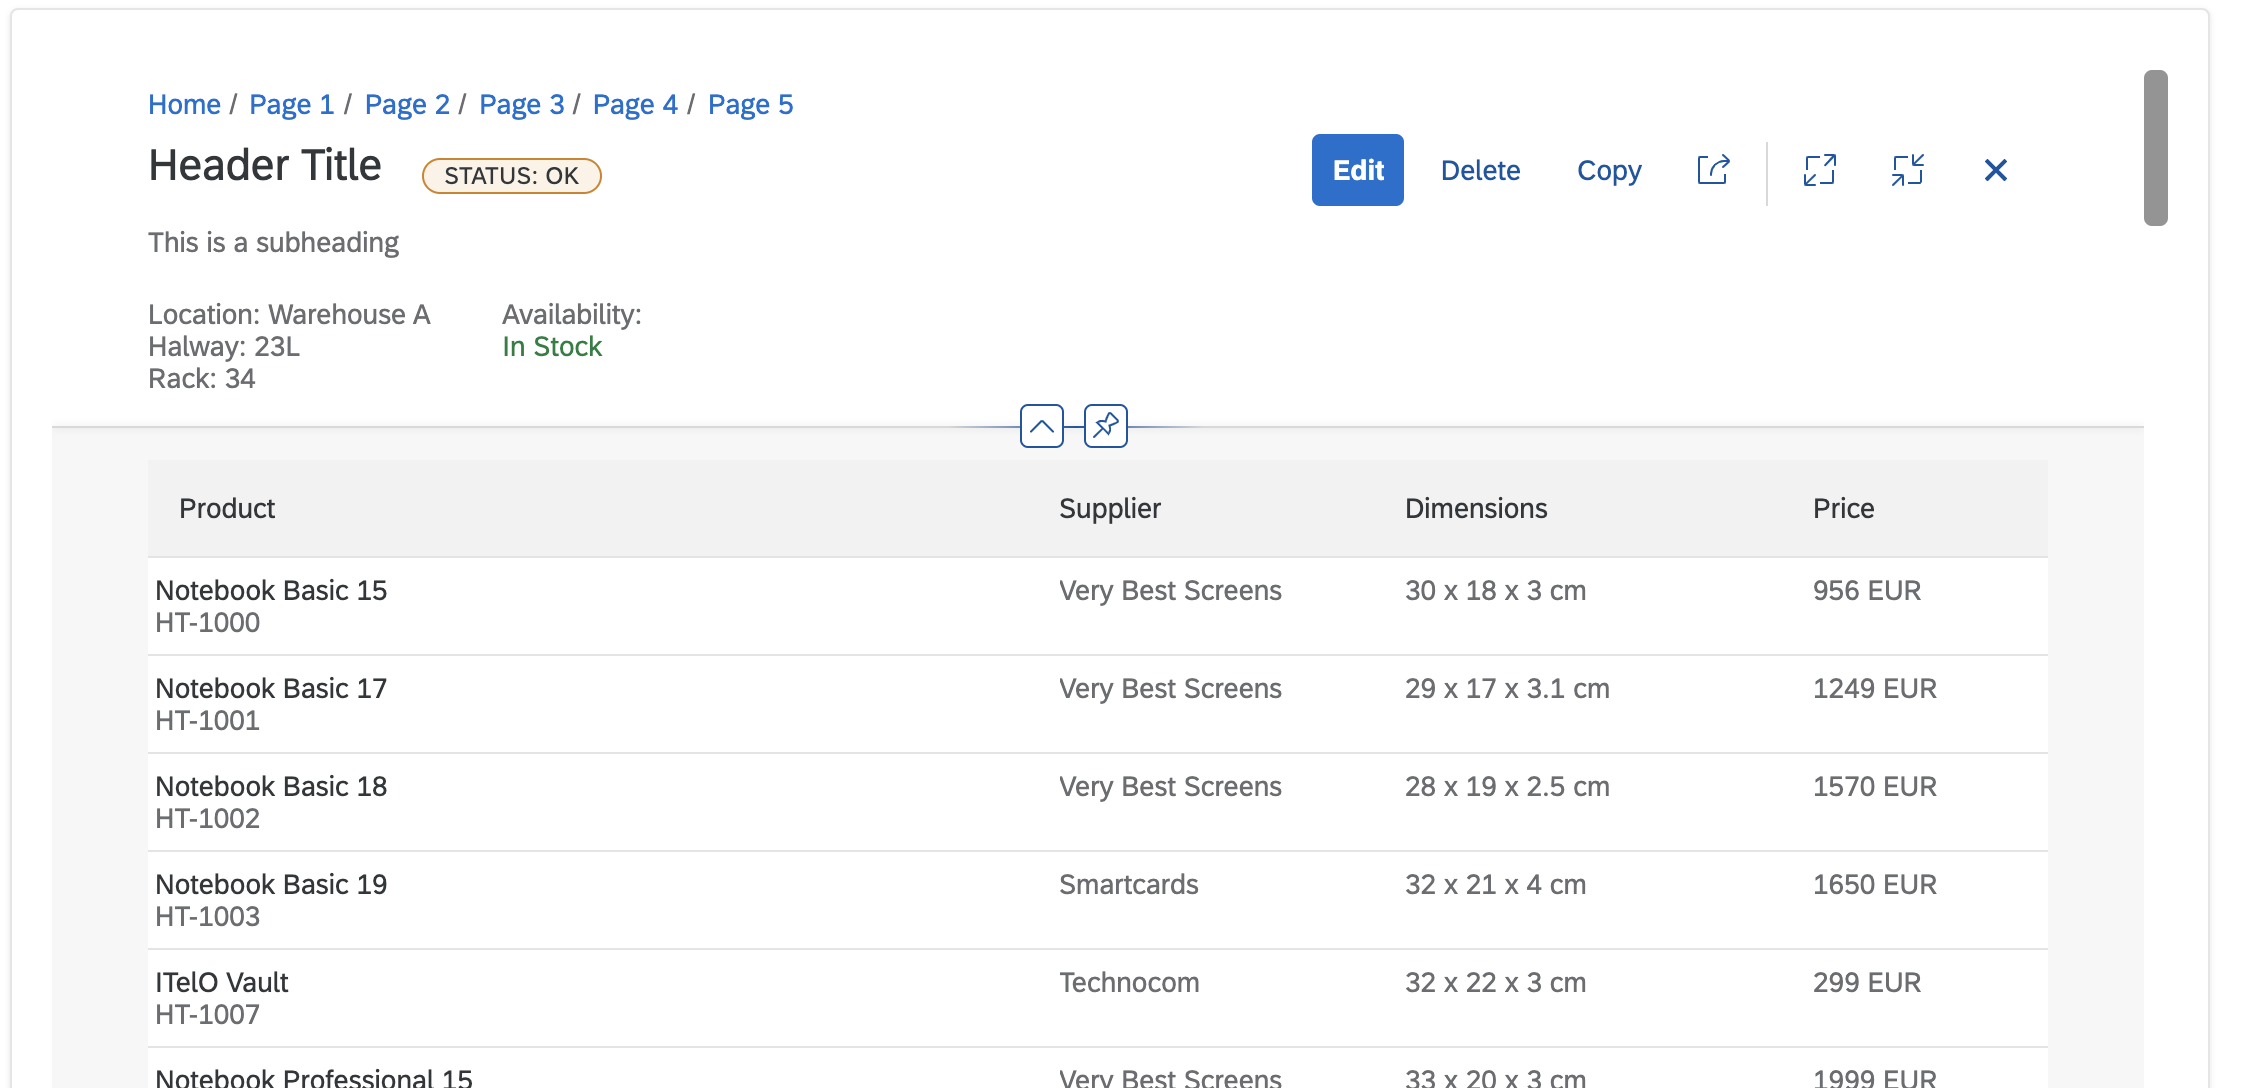 Home / Page 1 / Page 2 / Page 3 / Page 4 / Page 5
Header Title STATUS: OK Edit Delete Copy
This is a subheading
Location: Warehouse A Availability:
Halway: 23L In Stock
Rack: 34
Product Supplier Dimensions Price
Notebook Basic 15 Very Best Screens 30 x 18 x 3 cm 956 EUR
HT-1000
Notebook Basic 17 Very Best Screens 29 x 17 x 3.1 cm 1249 EUR
HT-1001
Notebook Basic 18 Very Best Screens 28 x 19 x 2.5 cm 1570 EUR
HT-1002
Notebook Basic 19 Smartcards 32 x 21 x 4 cm 1650 EUR
HT-1003
ITelO Vault Technocom 32 x 22 x 3 cm 299 EUR
HT-1007
Notebook Professional 15 Very Best Screens 33 x 20 x 3 cm 1999 EUR